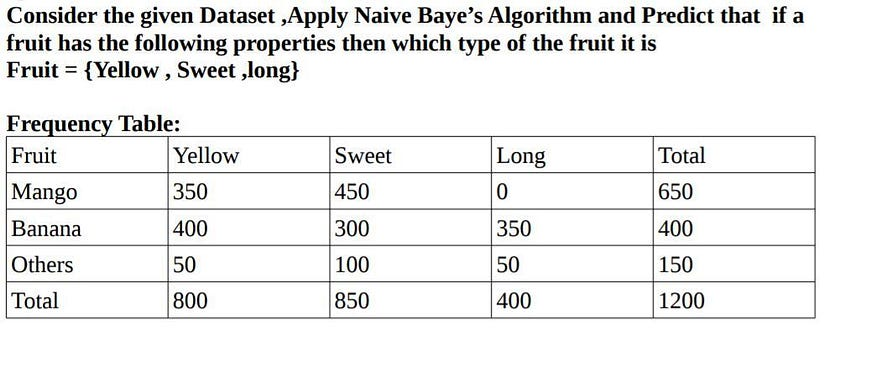 Consider the given Dataset ,Apply Naive Baye’s Algorithm and Predict that if a
fruit has the following properties then which type of the fruit it is
Fruit = {Yellow , Sweet ,long}
Frequency Table:
Fruit Yellow Sweet Long Total
Mango 350 450 0 650
Banana 400 300 350 400
Others 50 100 50 150
Total 800 850 400 1200